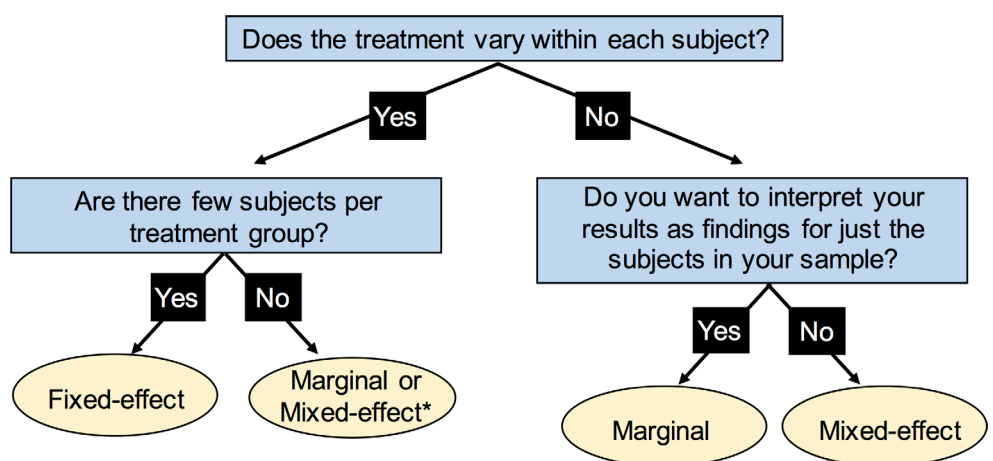 Does the treatment vary within each subject?
Yes
No
Are there few subjects per
treatment group?
Do you want to interpret your
results as findings for just the
subjects in your sample?
Yes
No
Yes
No
Fixed-effect
Marginal or
Mixed-effect*
Marginal
Mixed-effect